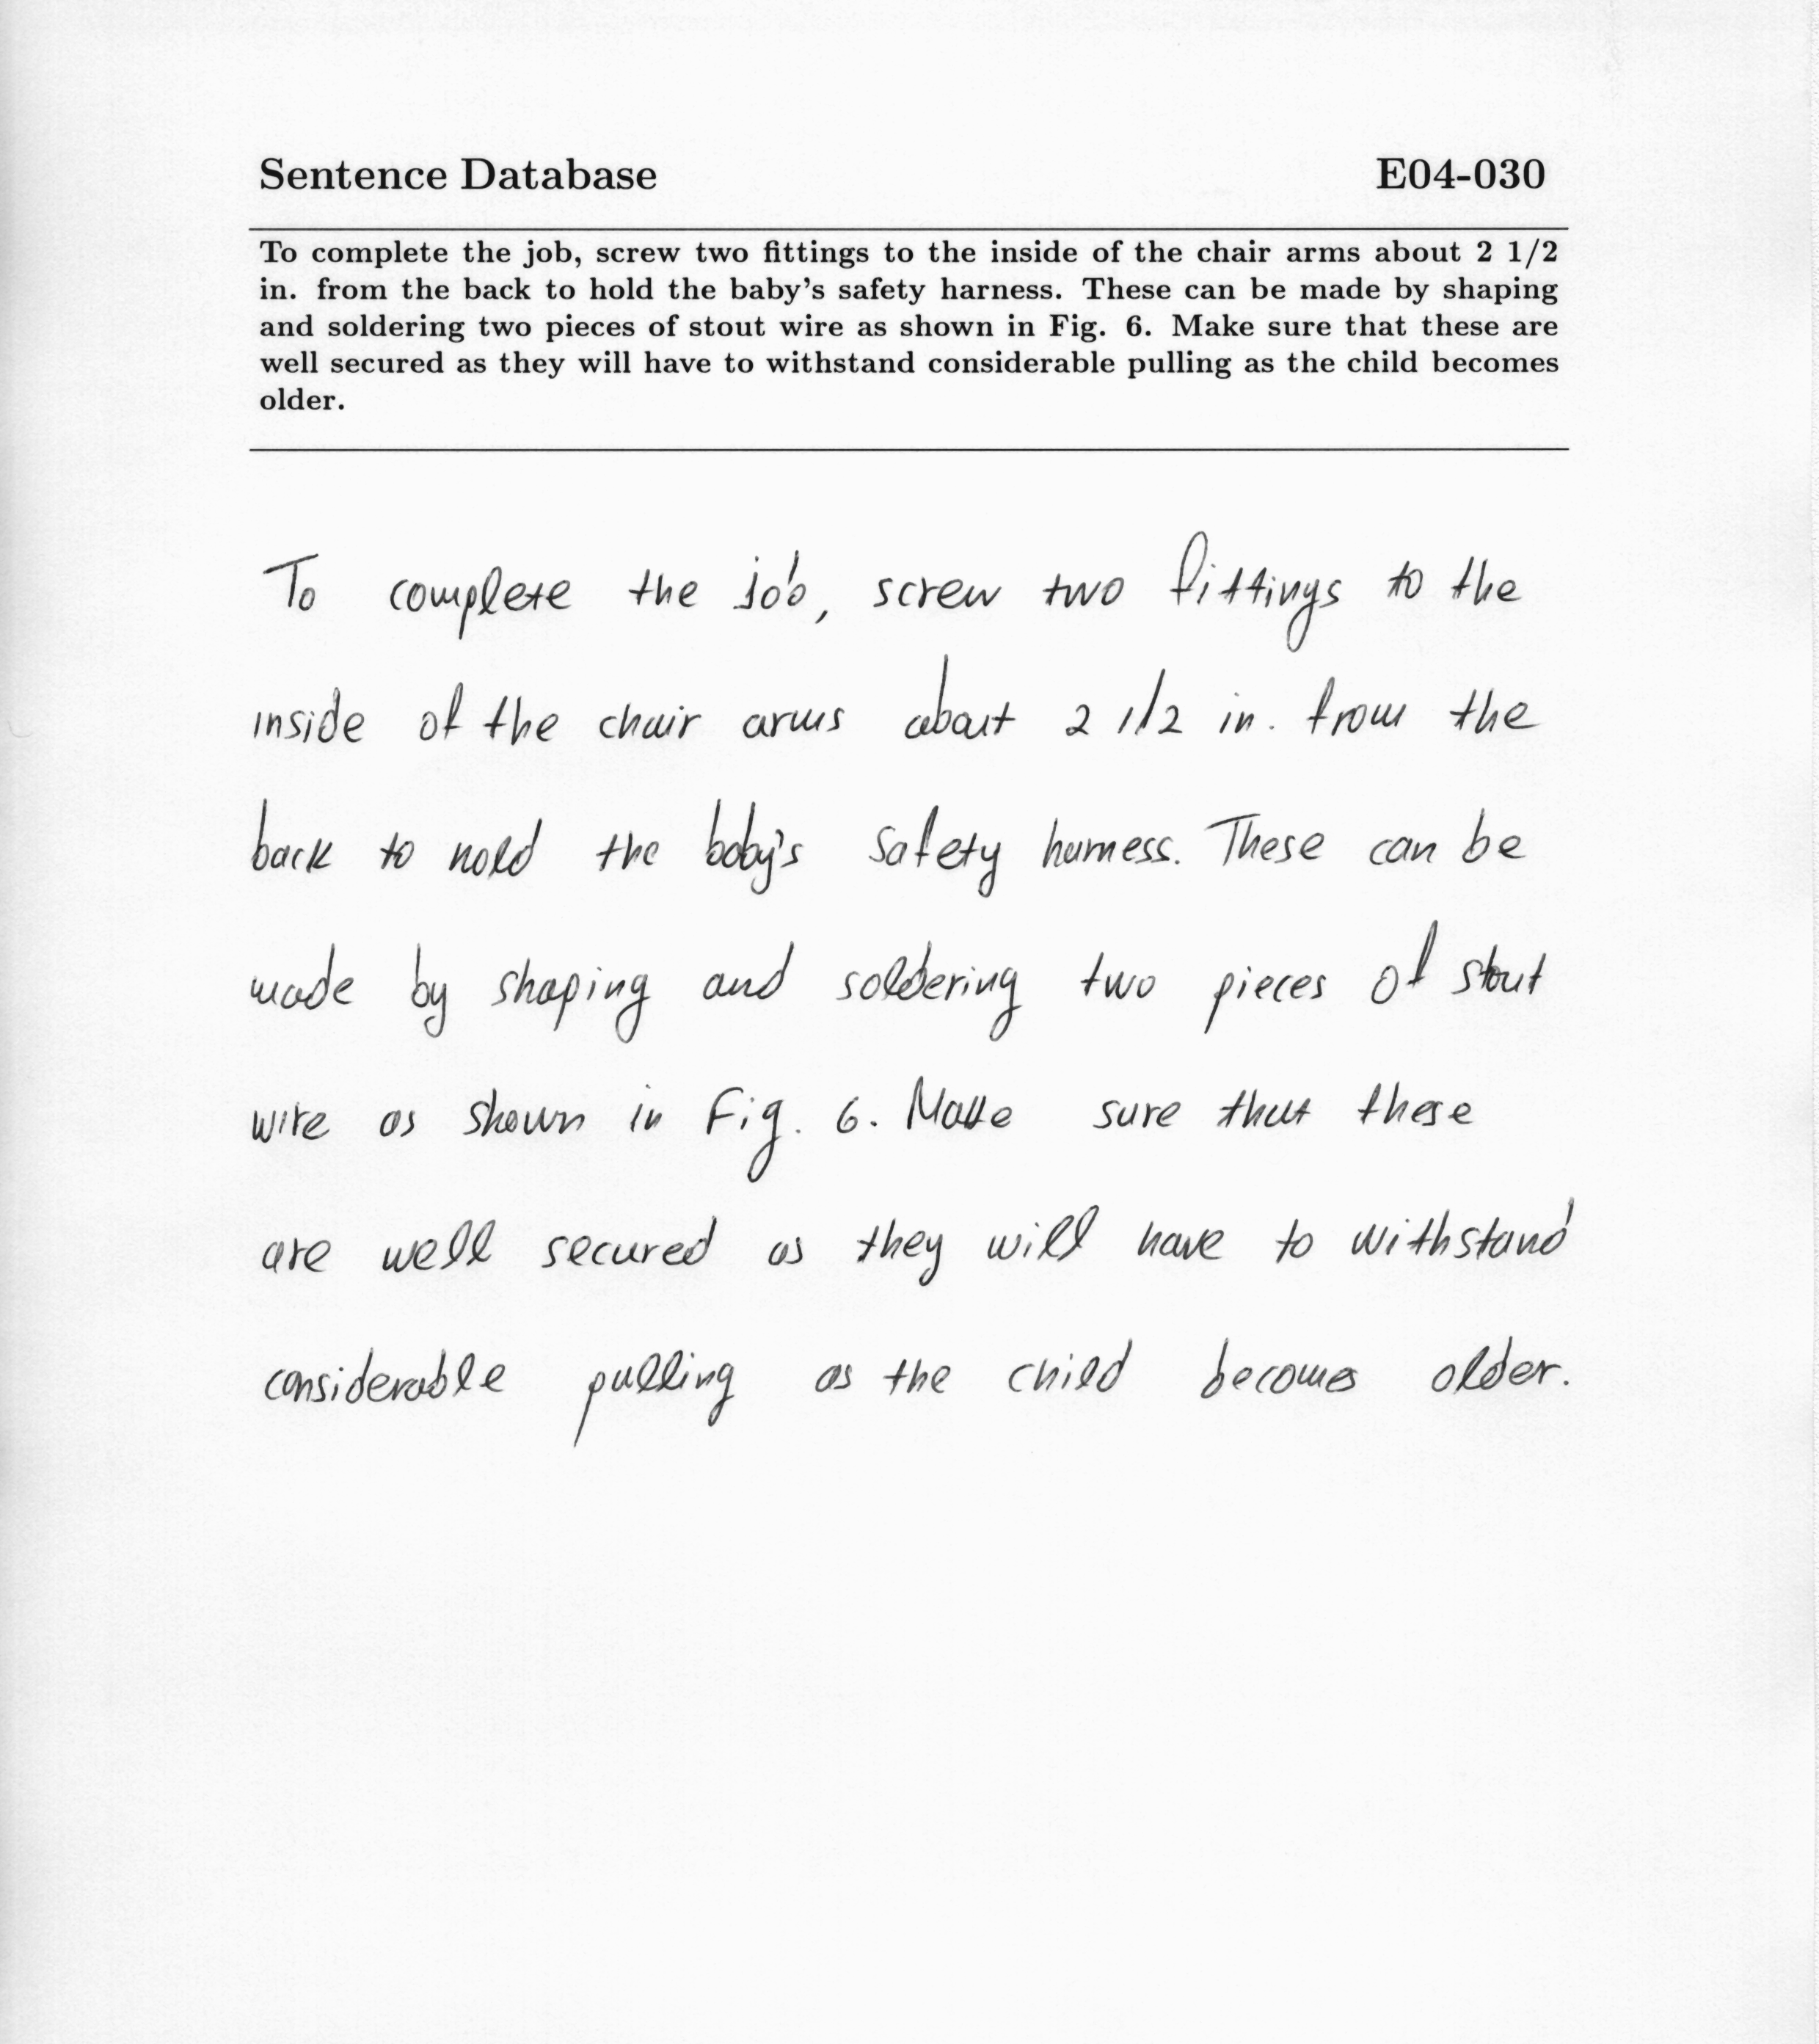 Sentence Database E04-030
To complete the job, screw two fittings to the inside of the chair arms about 2 1/2
in. from the back to hold the baby's safety harness. These can be made by shaping
and soldering two pieces of stout wire as shown in Fig. 6. Make sure that these are
well secured as they will have to withstand considerable pulling as the child becomes
older.
To complete the job, screw two fittings to the
inside of the chair arms about 2 1/2 in. from the
back to hold the baby's safety harness. These can be
made by shaping and soldering two pieces of stout
wire as shown in Fig. 6. Make sure that these
are well secured as they will have to withstand
considerable pulling as the child becomes older.